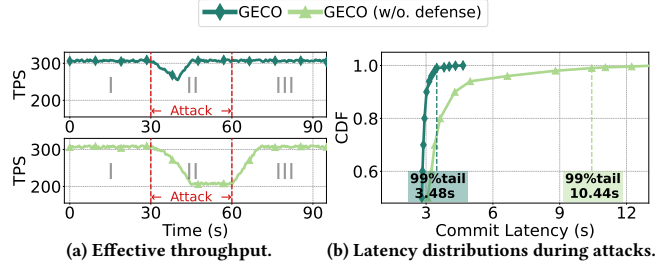 GECO GECO (w/o. defense)
TPS
300
200
I II III
← Attack →
0 30 60 90
TPS
300
200
I II III
← Attack →
0 30 60 90
Time (s)
(a) Effective throughput.
CDF
1.0
0.8
0.6
99%tail
3.48s
99%tail
10.44s
3 6 9 12
Commit Latency (s)
(b) Latency distributions during attacks.